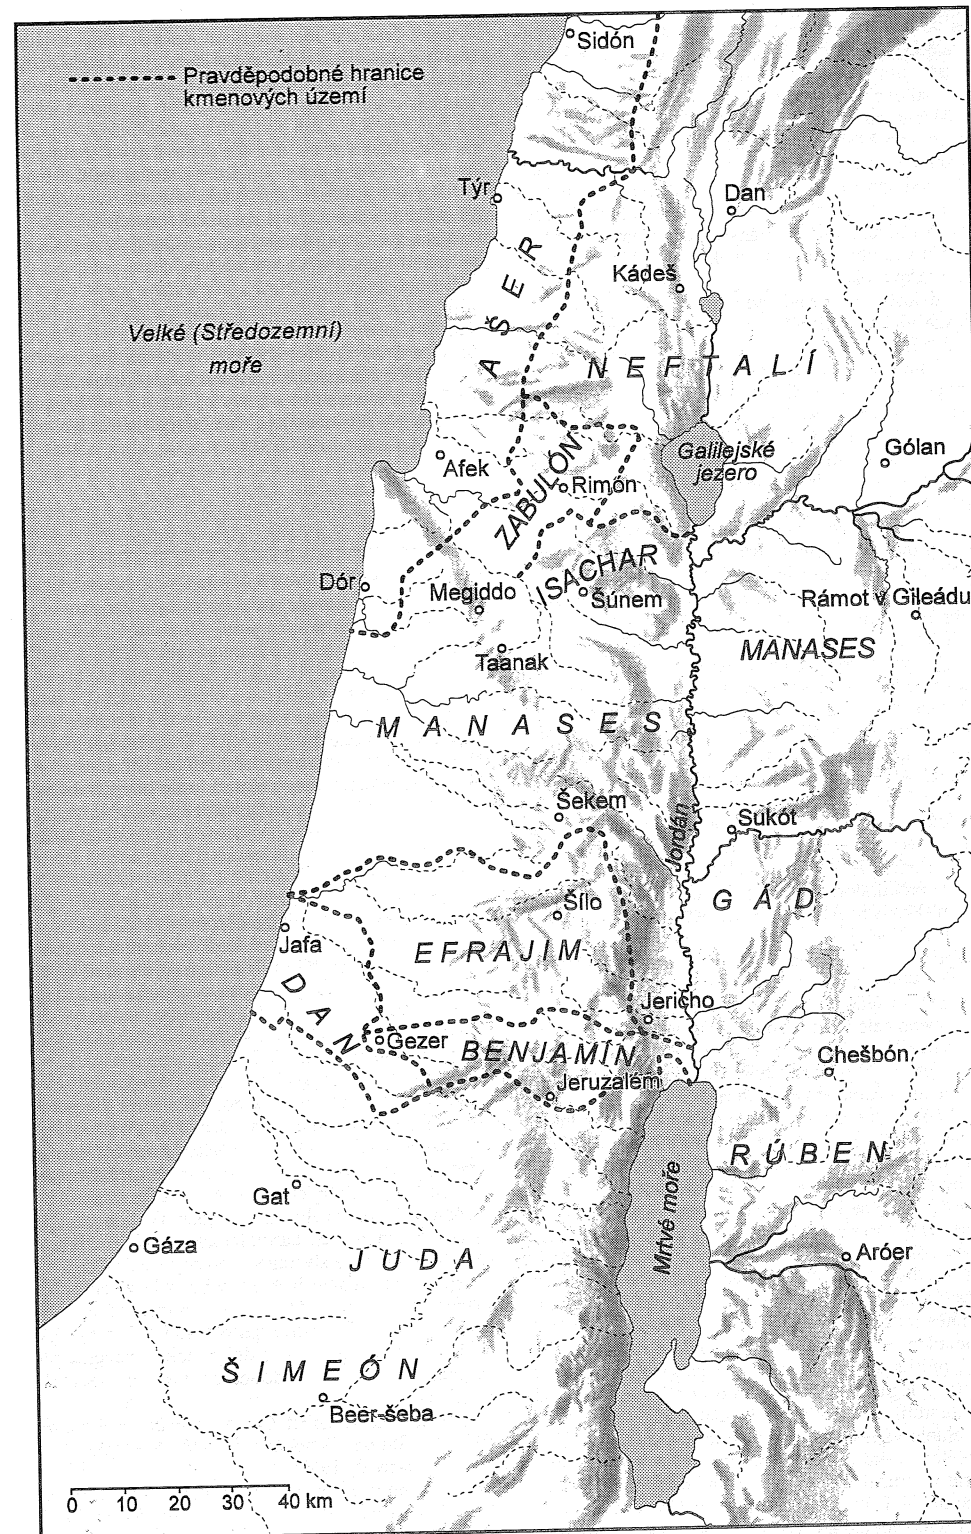 Sidón
Pravděpodobné hranice
kmenových území
Týr
Dan
AŠER
Kádeš
Velké (Středozemní)
moře
NEFTALÍ
Galilejské
jezero
Gólan
Afek
ZABULÓN
Rimón
ISACHAR
Dór
Megiddo
Šúnem
Rámot v Gileádu
Taanak
MANASES
MANASES
Šekem
Jordán
Sukót
Šílo
GÁD
Jafa
EFRAJIM
DAN
Jericho
Gezer
BENJAMÍN
Chešbón
Jeruzalém
RÚBEN
Gat
Mrtvé moře
Gáza
JUDA
Aróer
ŠIMEÓN
Beer-šeba
0 10 20 30 40 km